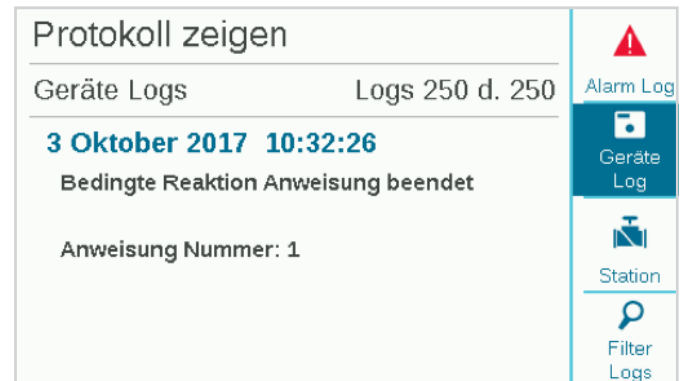 Protokoll zeigen
Geräte Logs Logs 250 d. 250
3 Oktober 2017 10:32:26
Bedingte Reaktion Anweisung beendet
Anweisung Nummer: 1
Alarm Log
Geräte
Log
Station
Filter
Logs